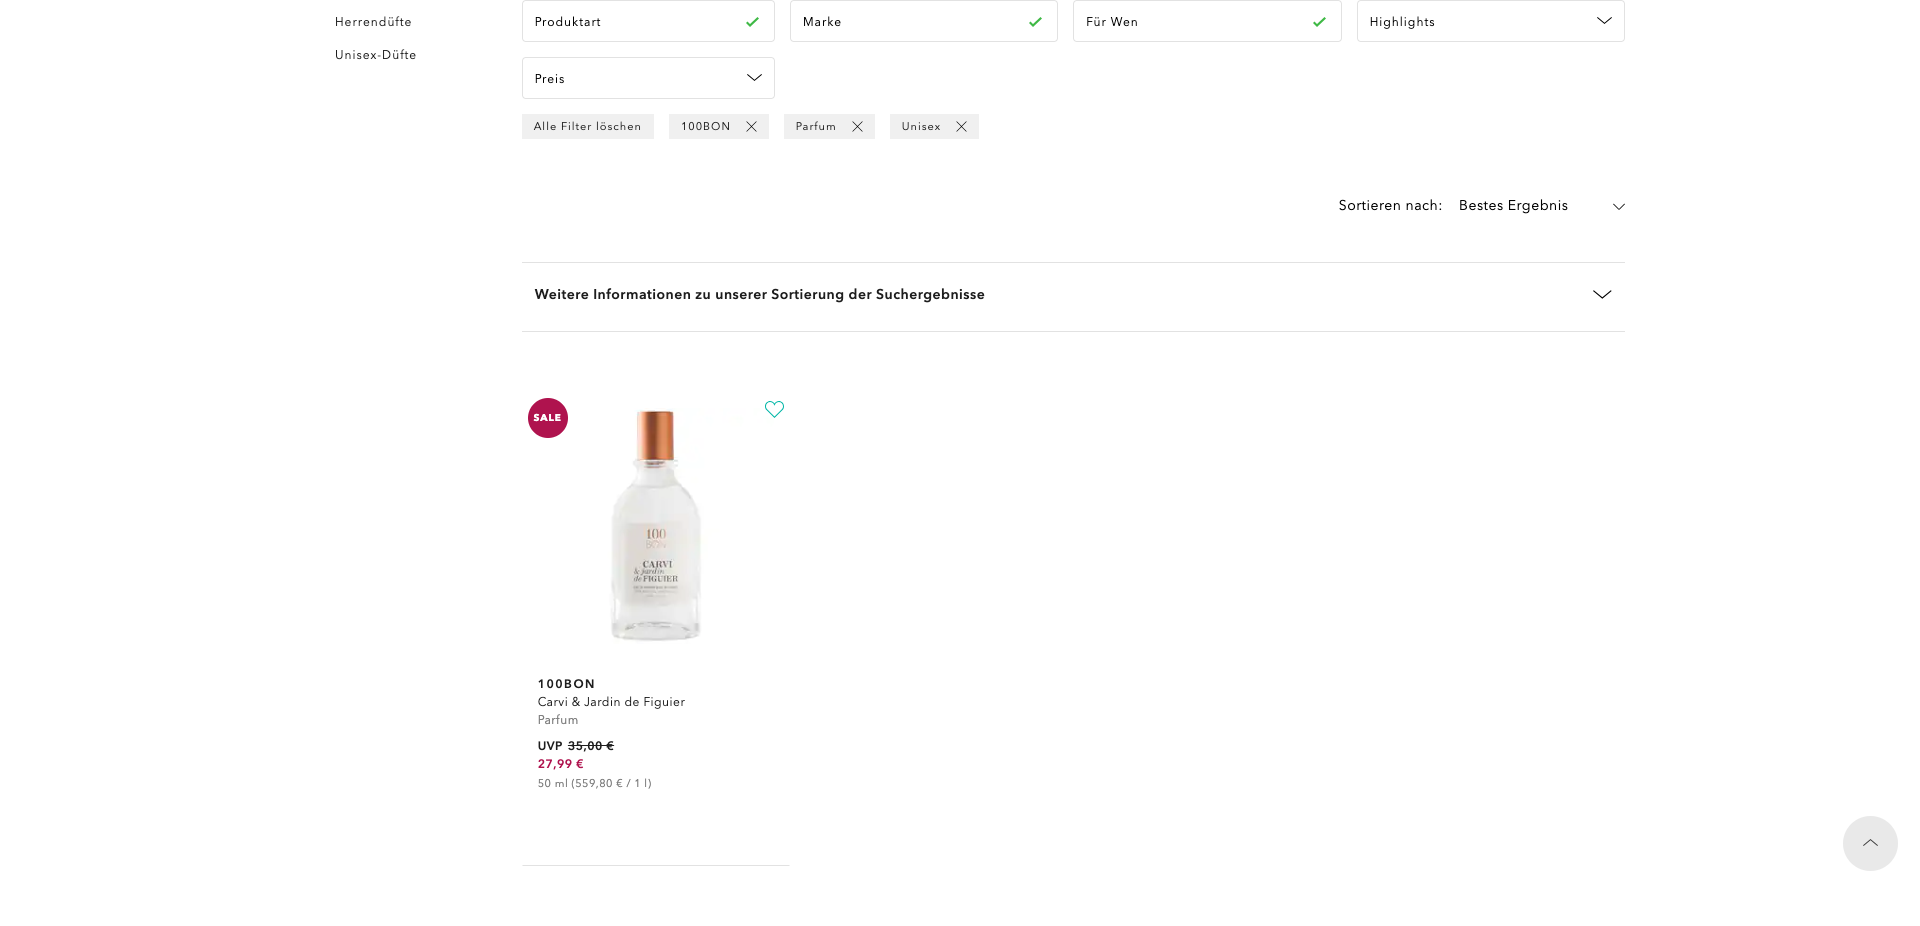 Herrendüfte
Unisex-Düfte
Produktart
Marke
Für Wen
Highlights
Preis
Alle Filter löschen
100BON
Parfum
Unisex
Sortieren nach: Bestes Ergebnis
Weitere Informationen zu unserer Sortierung der Suchergebnisse
SALE
100
BON
CARVI
& jardin
de FIGUIER
100BON
Carvi & Jardin de Figuier
Parfum
UVP 35,00 €
27,99 €
50 ml (559,80 € / 1 l)